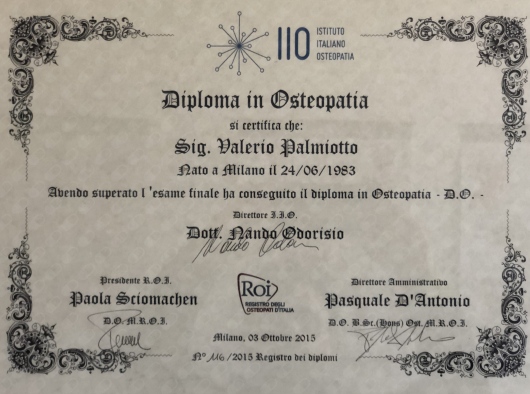 IIO ISTITUTO
ITALIANO
OSTEOPATIA
Diploma in Osteopatia
si certifica che:
Sig. Valerio Palmiotto
Nato a Milano il 24/06/1983
Avendo superato l 'esame finale ha conseguito il diploma in Osteopatia - D.O. -
Direttore I.I.O.
Dott. Nando Odorisio
Presidente R.O.I.
Paola Sciomachen
D.O. M.R.O.I.
Roi
REGISTRO DEGLI
OSTEOPATI D'ITALIA
Direttore Amministrativo
Pasquale D'Antonio
D.O. B.Sc.(Hons) Ost. M.R.O.I.
Milano, 03 Ottobre 2015
N° 116 /2015 Registro dei diplomi